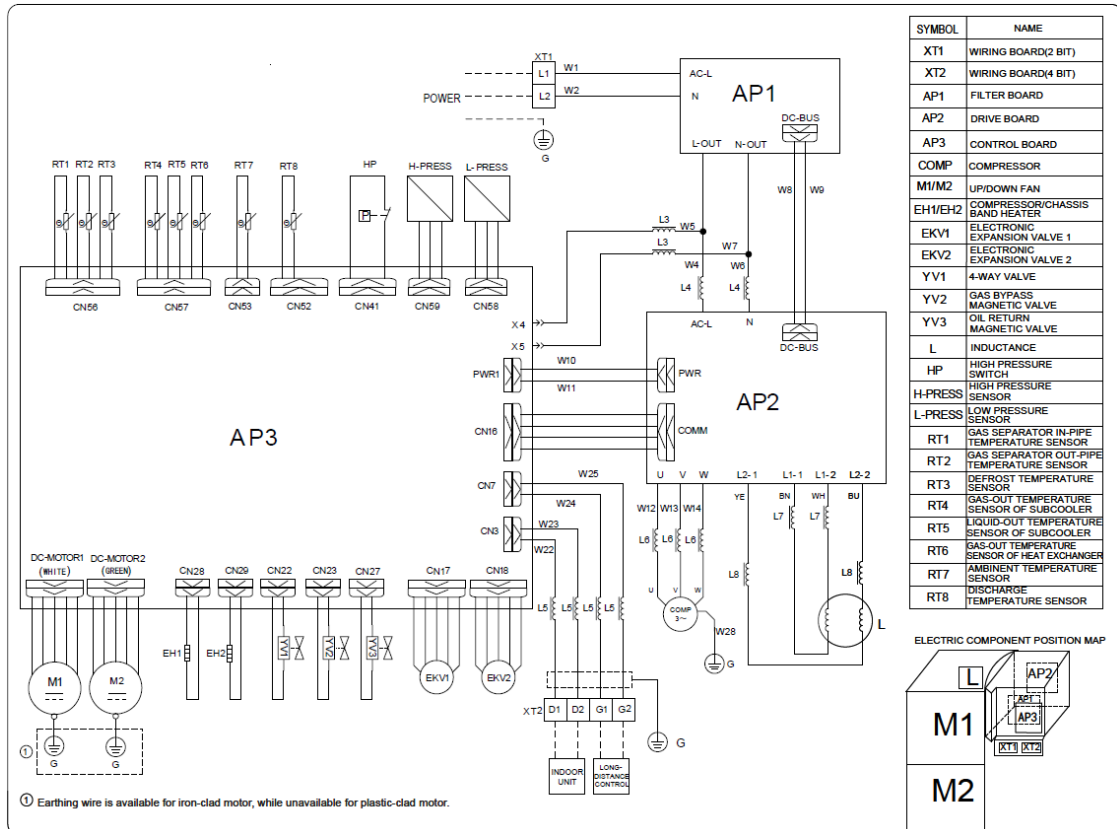 XT1
L1 W1
L2 W2
POWER
G
AC-L
N
AP1
DC-BUS
L-OUT N-OUT
W8 W9
RT1 RT2 RT3 RT4 RT5 RT6 RT7 RT8 HP H-PRESS L-PRESS
P
L3 W5
L3 W7
W4 W6
L4 L4
CN56 CN57 CN53 CN52 CN41 CN59 CN58
X4
X5
AC-L N
DC-BUS
PWR1 W10 PWR
W11
AP3
AP2
CN16 COMM
CN7 W25
W24
CN3 W23
W22
U V W L2-1 L1-1 L1-2 L2-2
YE BN WH BU
W12 W13 W14
L6 L6 L6 L7 L7
L8 L8
U V W
COMP
3~
L
W28
G
DC-MOTOR1 DC-MOTOR2
(WHITE) (GREEN)
CN28 CN29 CN22 CN23 CN27 CN17 CN18
L5 L5 L5 L5
EH1 EH2 YV1 YV2 YV3
M1 M2 EKV1 EKV2
G G
①
XT2 D1 D2 G1 G2
G
INDOOR
UNIT
LONG-
DISTANCE
CONTROL
① Earthing wire is available for iron-clad motor, while unavailable for plastic-clad motor.
SYMBOL NAME
XT1 WIRING BOARD(2 BIT)
XT2 WIRING BOARD(4 BIT)
AP1 FILTER BOARD
AP2 DRIVE BOARD
AP3 CONTROL BOARD
COMP COMPRESSOR
M1/M2 UP/DOWN FAN
EH1/EH2 COMPRESSOR/CHASSIS
BAND HEATER
EKV1 ELECTRONIC
EXPANSION VALVE 1
EKV2 ELECTRONIC
EXPANSION VALVE 2
YV1 4-WAY VALVE
YV2 GAS BYPASS
MAGNETIC VALVE
YV3 OIL RETURN
MAGNETIC VALVE
L INDUCTANCE
HP HIGH PRESSURE
SWITCH
H-PRESS HIGH PRESSURE
SENSOR
L-PRESS LOW PRESSURE
SENSOR
RT1 GAS SEPARATOR IN-PIPE
TEMPERATURE SENSOR
RT2 GAS SEPARATOR OUT-PIPE
TEMPERATURE SENSOR
RT3 DEFROST TEMPERATURE
SENSOR
RT4 GAS-OUT TEMPERATURE
SENSOR OF SUBCOOLER
RT5 LIQUID-OUT TEMPERATURE
SENSOR OF SUBCOOLER
RT6 GAS-OUT TEMPERATURE
SENSOR OF HEAT EXCHANGER
RT7 AMBINENT TEMPERATURE
SENSOR
RT8 DISCHARGE
TEMPERATURE SENSOR
ELECTRIC COMPONENT POSITION MAP
L
AP2
AP1
AP3
M1
XT1 XT2
M2